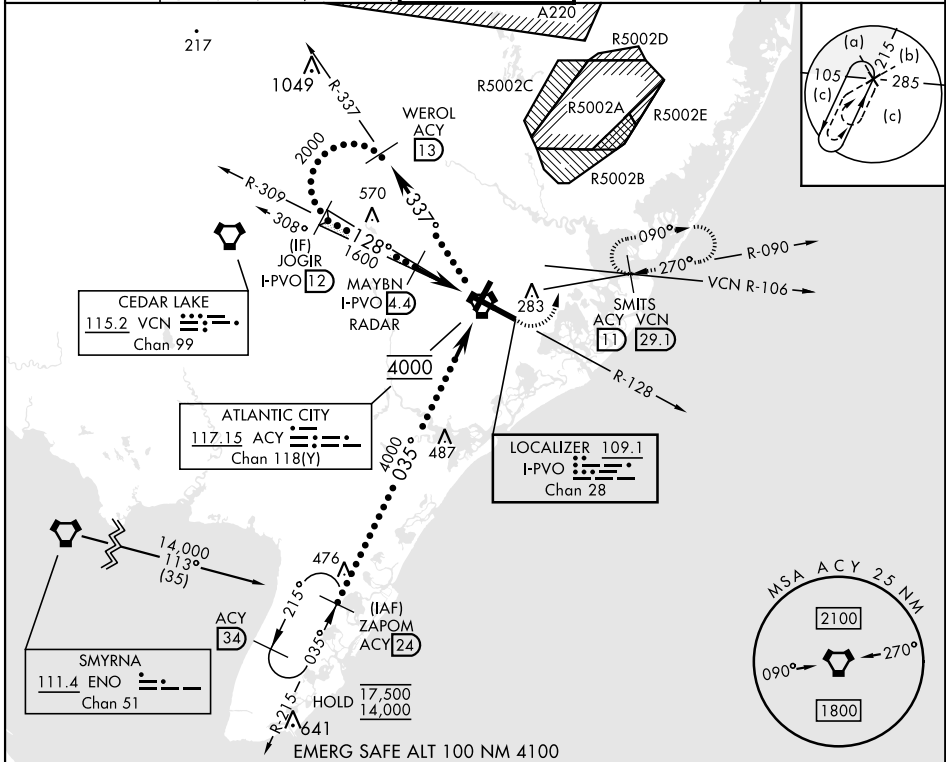 A220
217
1049
R-337
WEROL
ACY
13
2000
R5002D
R5002C
R5002A
R5002E
R5002B
(a)
215
(b)
105
285
(c)
(c)
R-309
308°
570
337°
(IF)
JOGIR
I-PVO 12
128°
1600
MAYBN
I-PVO 4.4
RADAR
090°
270°
R-090
VCN R-106
283
SMITS
ACY VCN
11 29.1
R-128
CEDAR LAKE
115.2 VCN
Chan 99
4000
ATLANTIC CITY
117.15 ACY
Chan 118(Y)
LOCALIZER 109.1
I-PVO
Chan 28
487
4000
035°
14,000
113°
(35)
476
215°
035°
(IAF)
ZAPOM
ACY 24
ACY
34
SMYRNA
111.4 ENO
Chan 51
HOLD 17,500
14,000
R-215
641
EMERG SAFE ALT 100 NM 4100
MSA ACY 25 NM
2100
090°
270°
1800